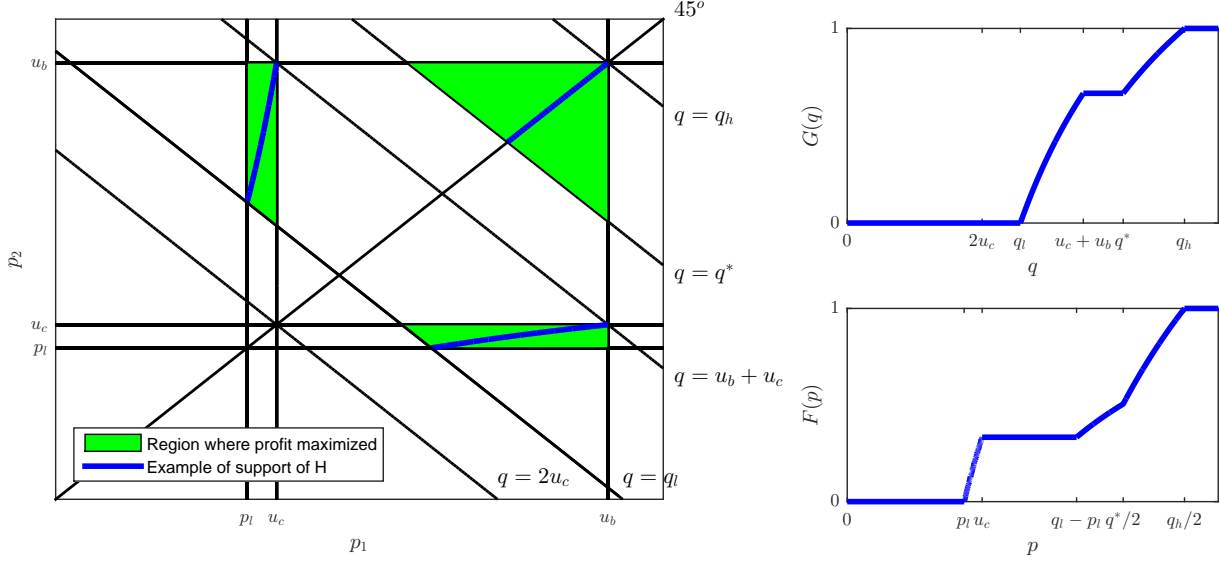 45°
u_b
q = q_h
p_2
q = q*
u_c
p_l
q = u_b + u_c
Region where profit maximized
Example of support of H
q = 2u_c
q = q_l
p_l
u_c
u_b
p_1
1
G(q)
0
0
2u_c
q_l
u_c + u_b
q*
q_h
q
1
F(p)
0
0
p_l
u_c
q_l − p_l
q*/2
q_h/2
p